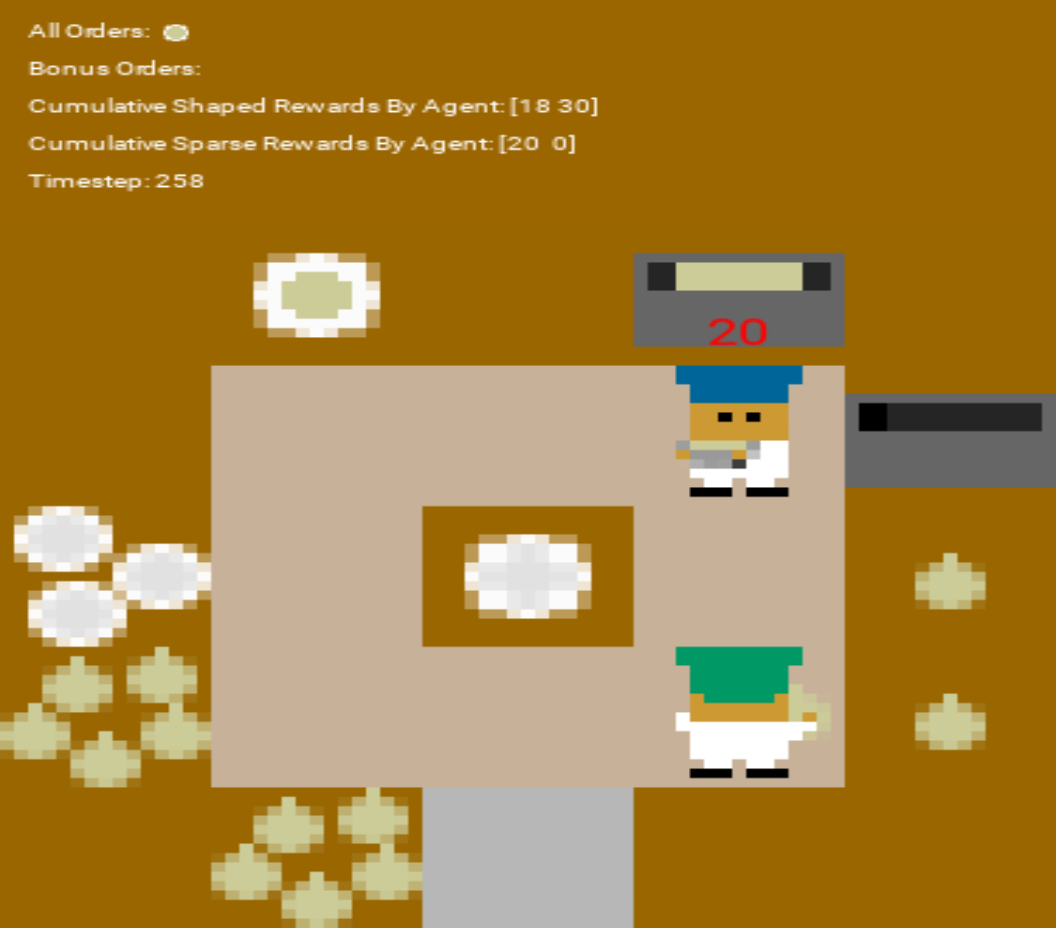 All Orders:
Bonus Orders:
Cumulative Shaped Rewards By Agent: [18 30]
Cumulative Sparse Rewards By Agent: [20 0]
Timestep: 258
20